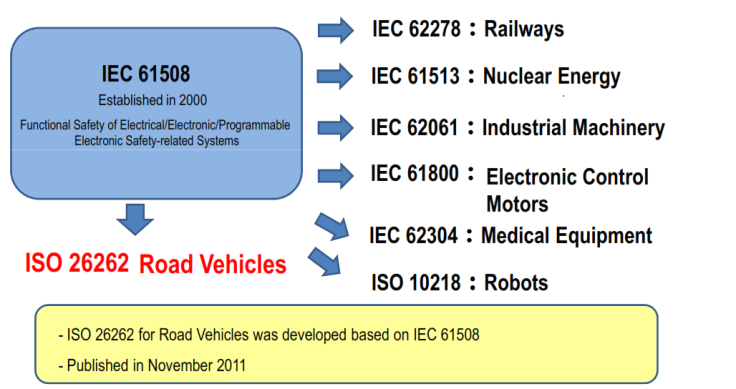 IEC 61508
Established in 2000
Functional Safety of Electrical/Electronic/Programmable
Electronic Safety-related Systems
ISO 26262 Road Vehicles
IEC 62278：Railways
IEC 61513：Nuclear Energy
IEC 62061：Industrial Machinery
IEC 61800：Electronic Control
Motors
IEC 62304：Medical Equipment
ISO 10218：Robots
- ISO 26262 for Road Vehicles was developed based on IEC 61508
- Published in November 2011